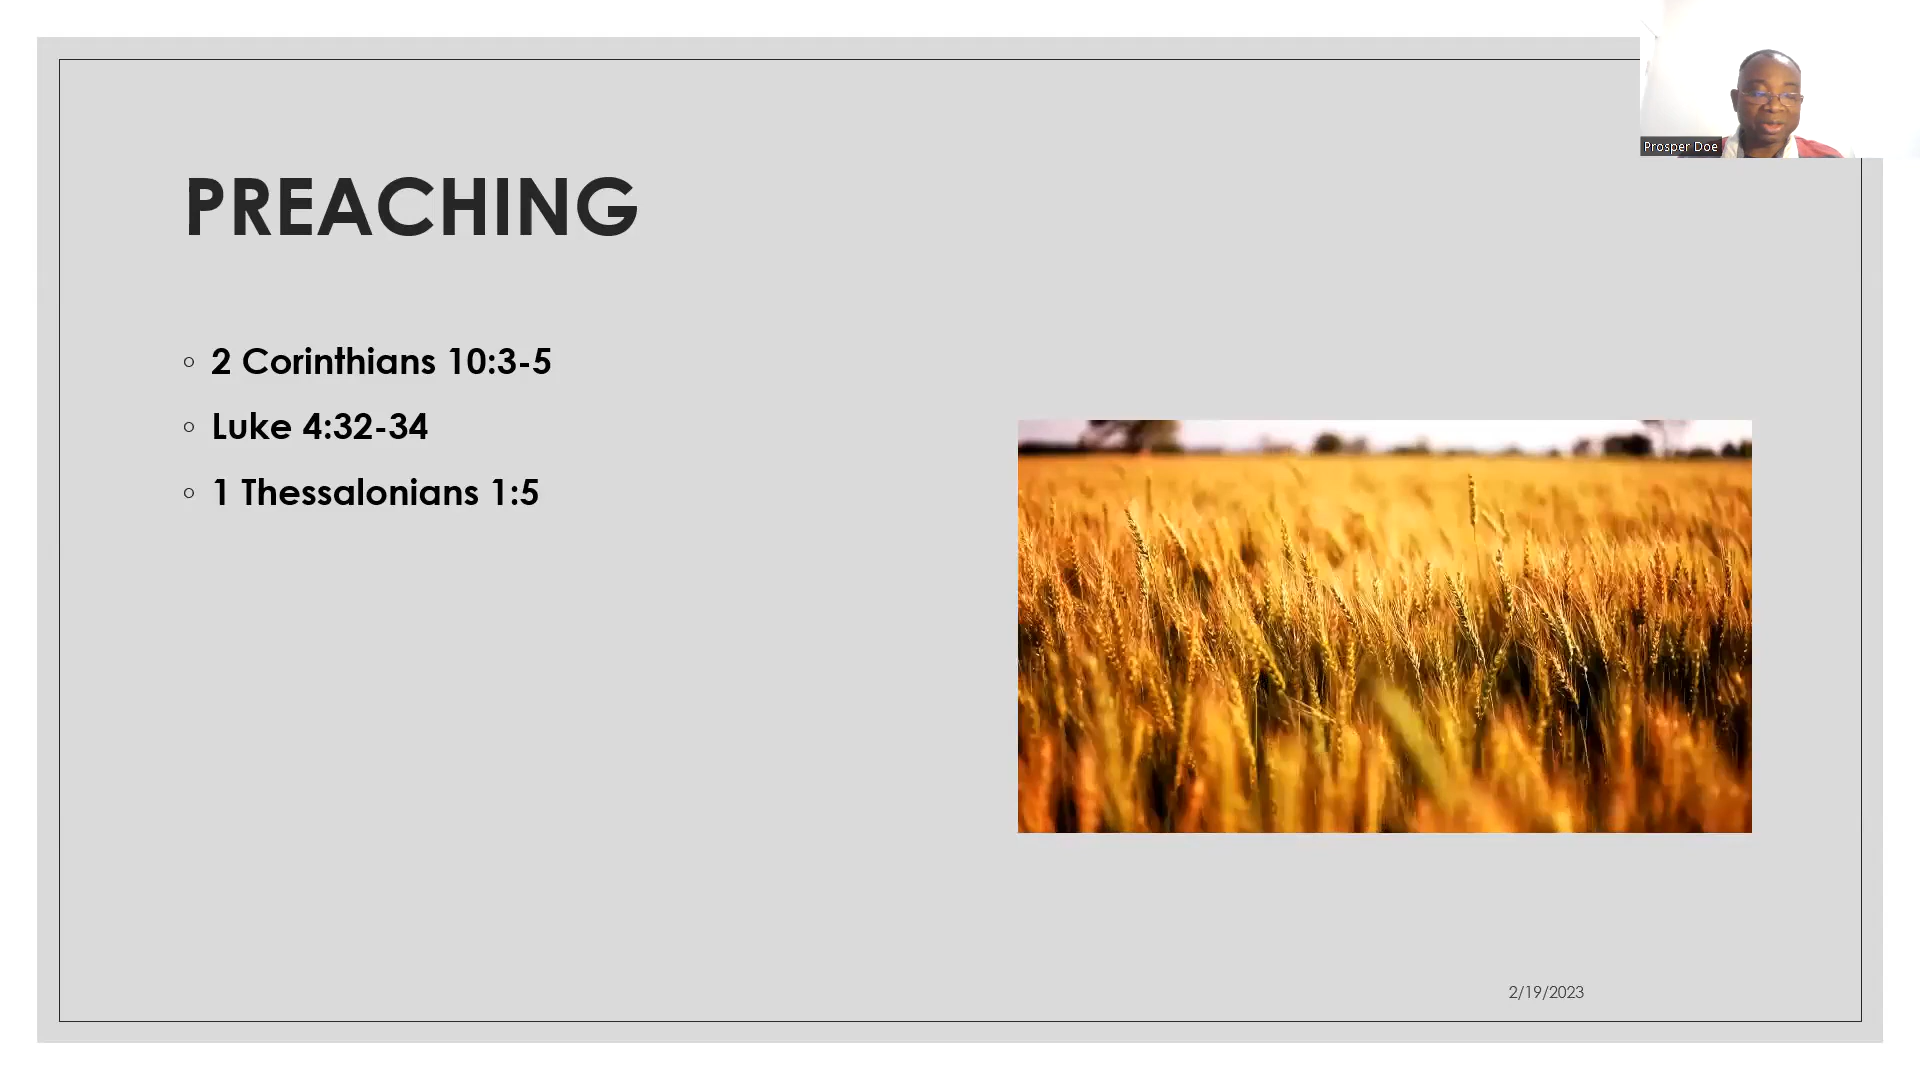 Prosper Doe
PREACHING
2 Corinthians 10:3-5
Luke 4:32-34
1 Thessalonians 1:5
2/19/2023